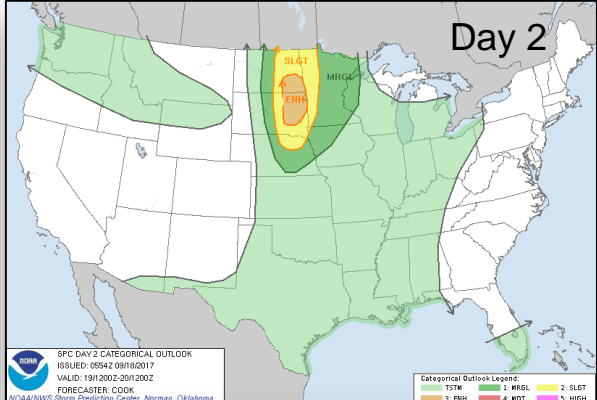 Day 2
SLGT
MRGL
ENH
NOAA
SPC DAY 2 CATEGORICAL OUTLOOK
ISSUED: 0554Z 09/18/2017
VALID: 19/1200Z-20/1200Z
FORECASTER: COOK
NOAA/NWS Storm Prediction Center, Norman, Oklahoma
Categorical Outlook Legend:
TSTM 1: MRGL 2: SLGT
3: ENH 4: MDT 5: HIGH